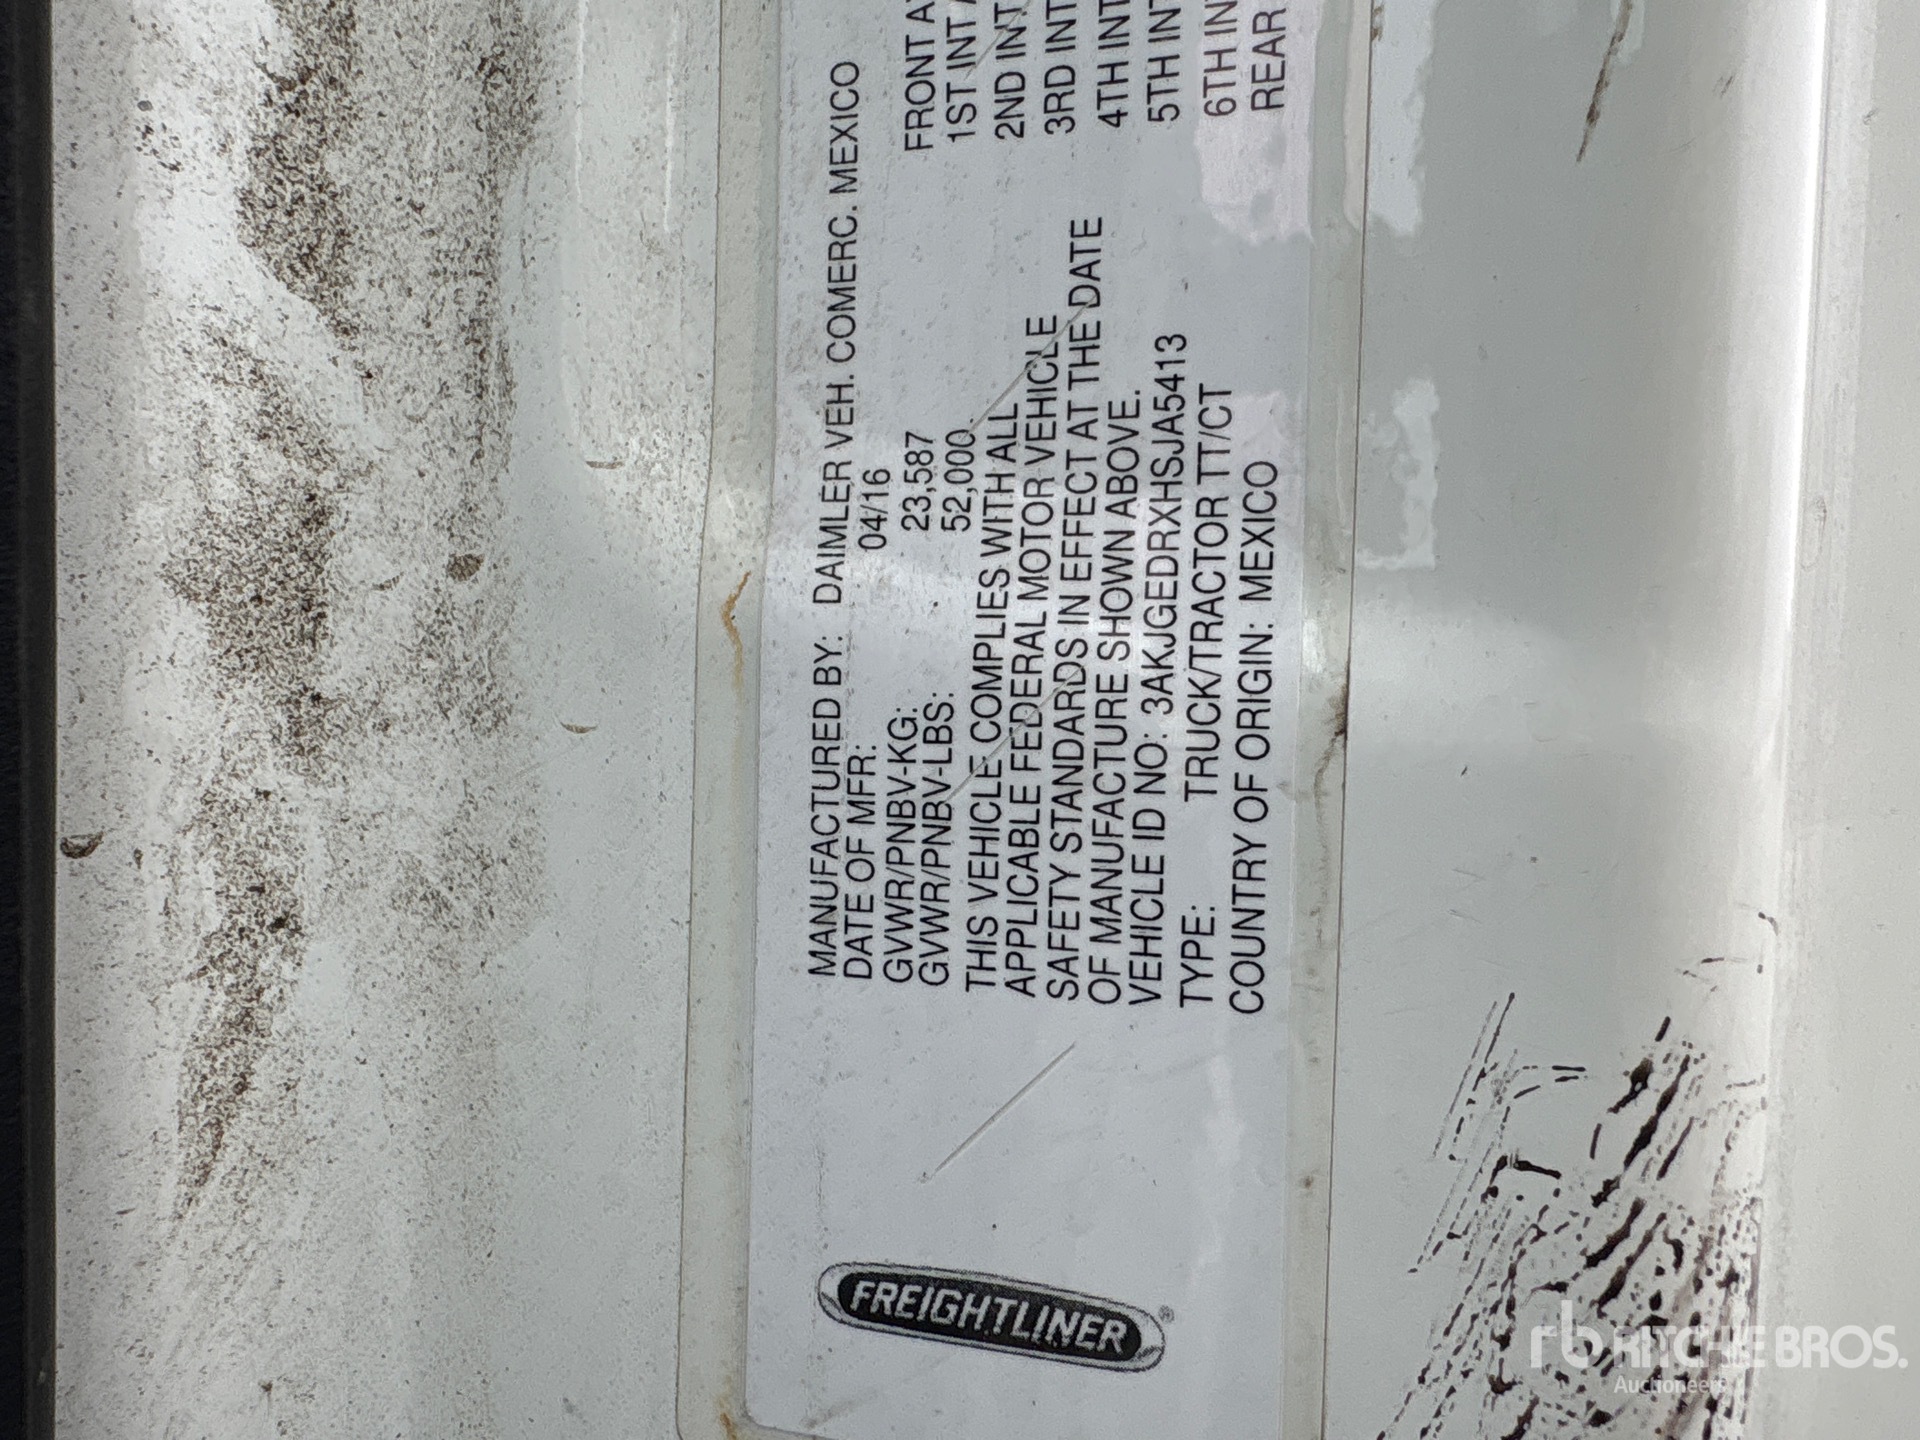 FREIGHTLINER®
MANUFACTURED BY: DAIMLER VEH. COMERC. MEXICO
DATE OF MFR: 04/16
GVWR/PNBV-KG: 23,587
GVWR/PNBV-LBS: 52,000
THIS VEHICLE COMPLIES WITH ALL
APPLICABLE FEDERAL MOTOR VEHICLE
SAFETY STANDARDS IN EFFECT AT THE DATE
OF MANUFACTURE SHOWN ABOVE.
VEHICLE ID NO: 3AKJGEDRXHSJA5413
TYPE: TRUCK/TRACTOR TT/CT
COUNTRY OF ORIGIN: MEXICO
FRONT
1ST INT
2ND INT
3RD INT
4TH INT
5TH INT
6TH IN
REAR
rb RITCHIE BROS.
Auctioneers